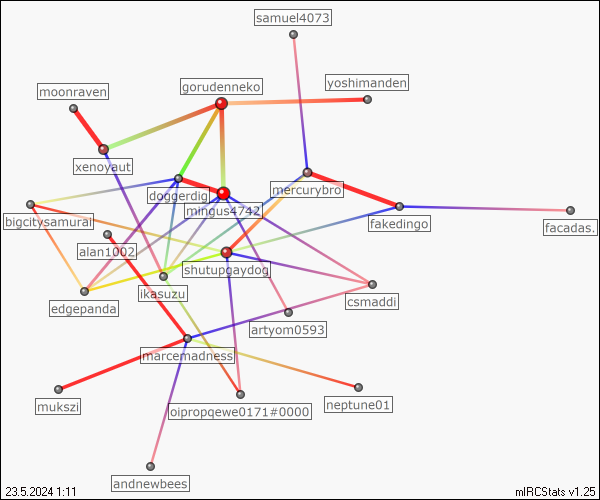 samuel4073
gorudenneko
yoshimanden
moonraven
xenoyaut
doggerdig
mercurybro
mingus4742
bigcitysamurai
fakedingo
facadas.
alan1002
shutupgaydog
edgepanda
ikasuzu
csmaddi
artyom0593
marcemadness
mukszi
oipropqewe0171#0000
neptune01
andnewbees
23.5.2024 1:11
mIRCStats v1.25